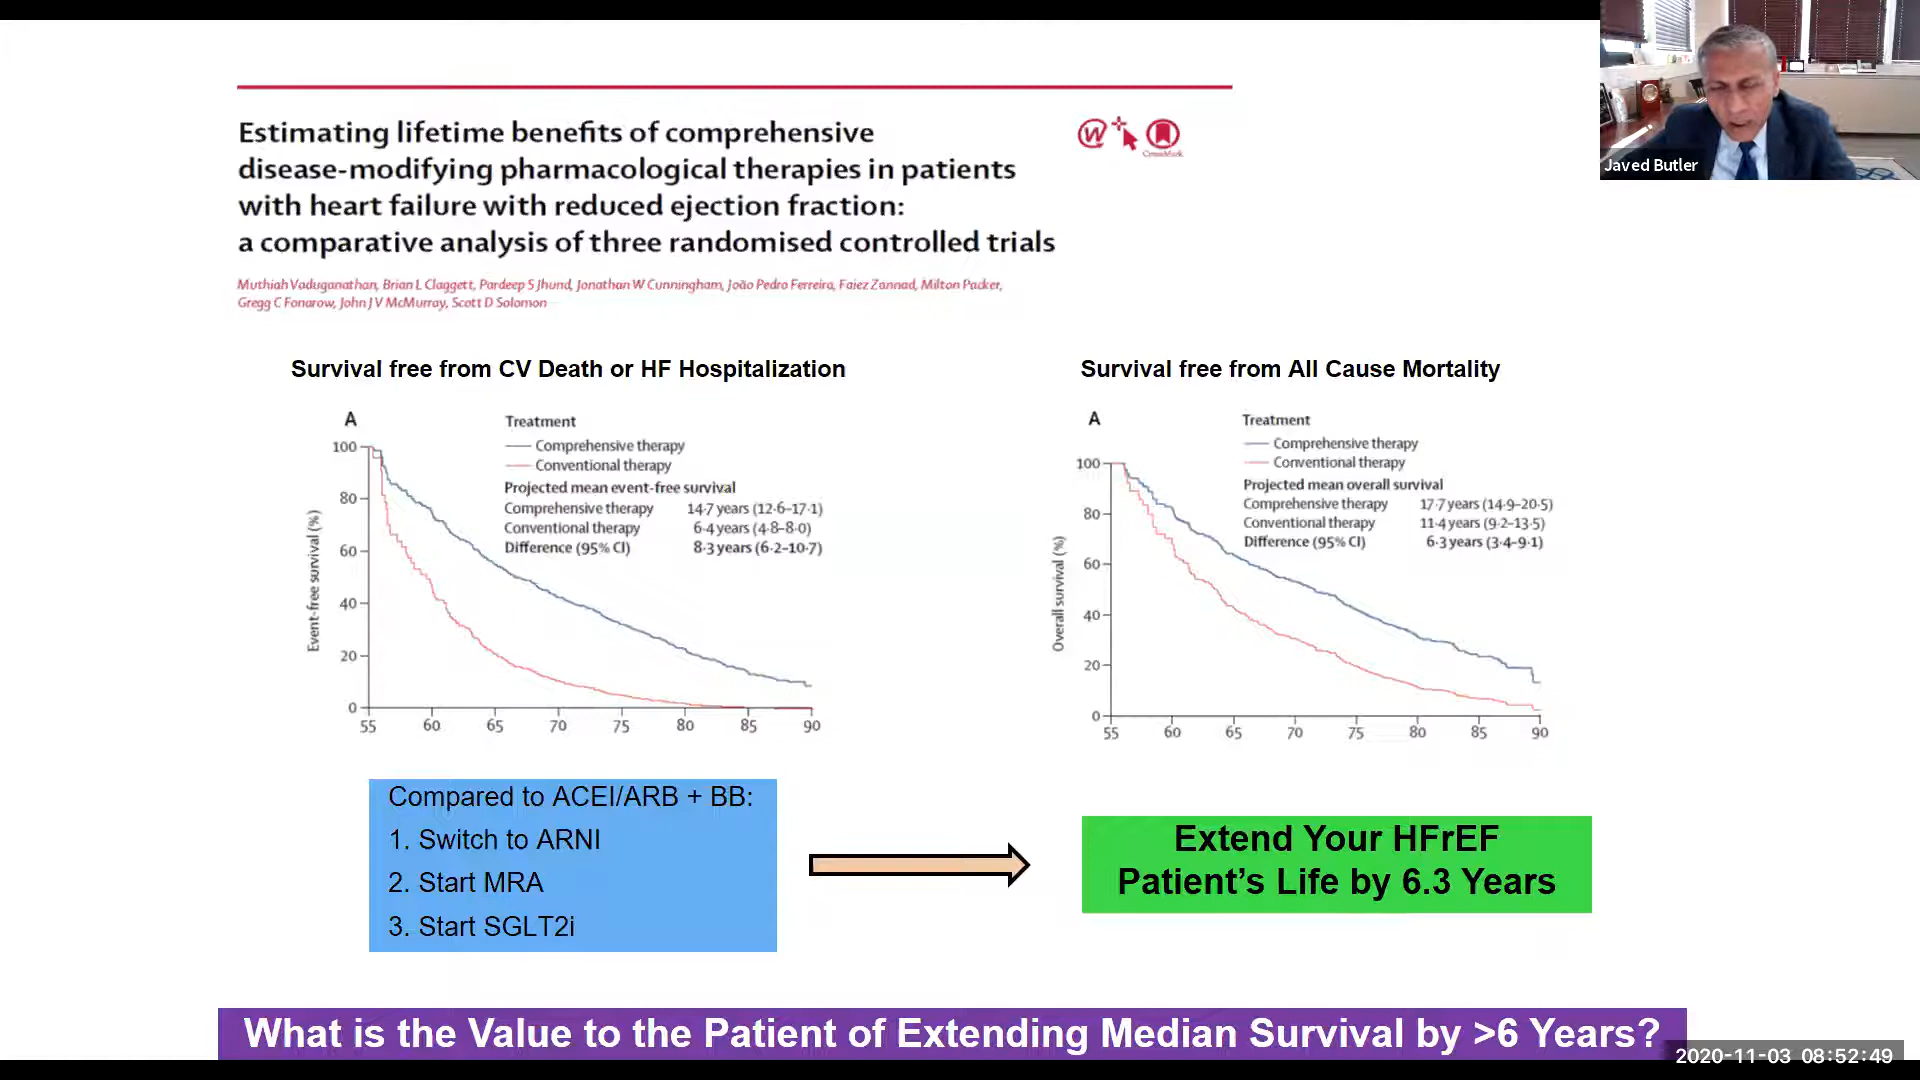 Estimating lifetime benefits of comprehensive
disease-modifying pharmacological therapies in patients
with heart failure with reduced ejection fraction:
a comparative analysis of three randomised controlled trials
W
CrossMark
Muthiah Vaduganathan, Brian L Claggett, Pardeep S Jhund, Jonathan W Cunningham, João Pedro Ferreira, Faiez Zannad, Milton Packer,
Gregg C Fonarow, John J V McMurray, Scott D Solomon
Javed Butler
Survival free from CV Death or HF Hospitalization
A
Treatment
Comprehensive therapy
Conventional therapy
Projected mean event-free survival
Comprehensive therapy 14·7 years (12·6–17·1)
Conventional therapy 6·4 years (4·8–8·0)
Difference (95% CI) 8·3 years (6·2–10·7)
Event-free survival (%)
100
80
60
40
20
0
55 60 65 70 75 80 85 90
Survival free from All Cause Mortality
A
Treatment
Comprehensive therapy
Conventional therapy
Projected mean overall survival
Comprehensive therapy 17·7 years (14·9–20·5)
Conventional therapy 11·4 years (9·2–13·5)
Difference (95% CI) 6·3 years (3·4–9·1)
Overall survival (%)
100
80
60
40
20
0
55 60 65 70 75 80 85 90
Compared to ACEI/ARB + BB:
1. Switch to ARNI
2. Start MRA
3. Start SGLT2i
Extend Your HFrEF
Patient’s Life by 6.3 Years
What is the Value to the Patient of Extending Median Survival by >6 Years?
2020-11-03 08:52:49